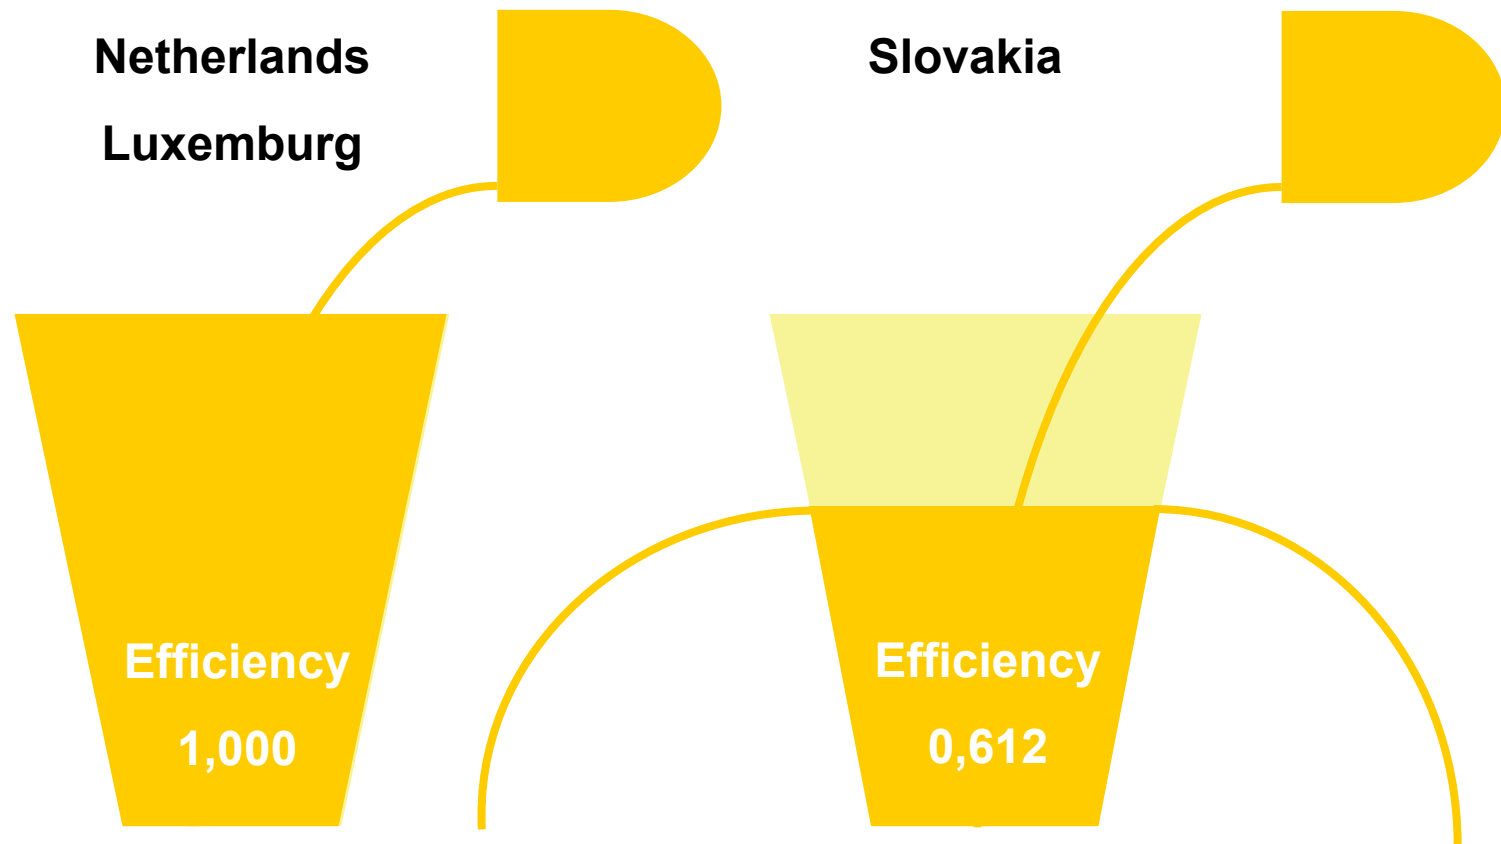 Netherlands
Luxemburg
Efficiency
1,000
Slovakia
Efficiency
0,612